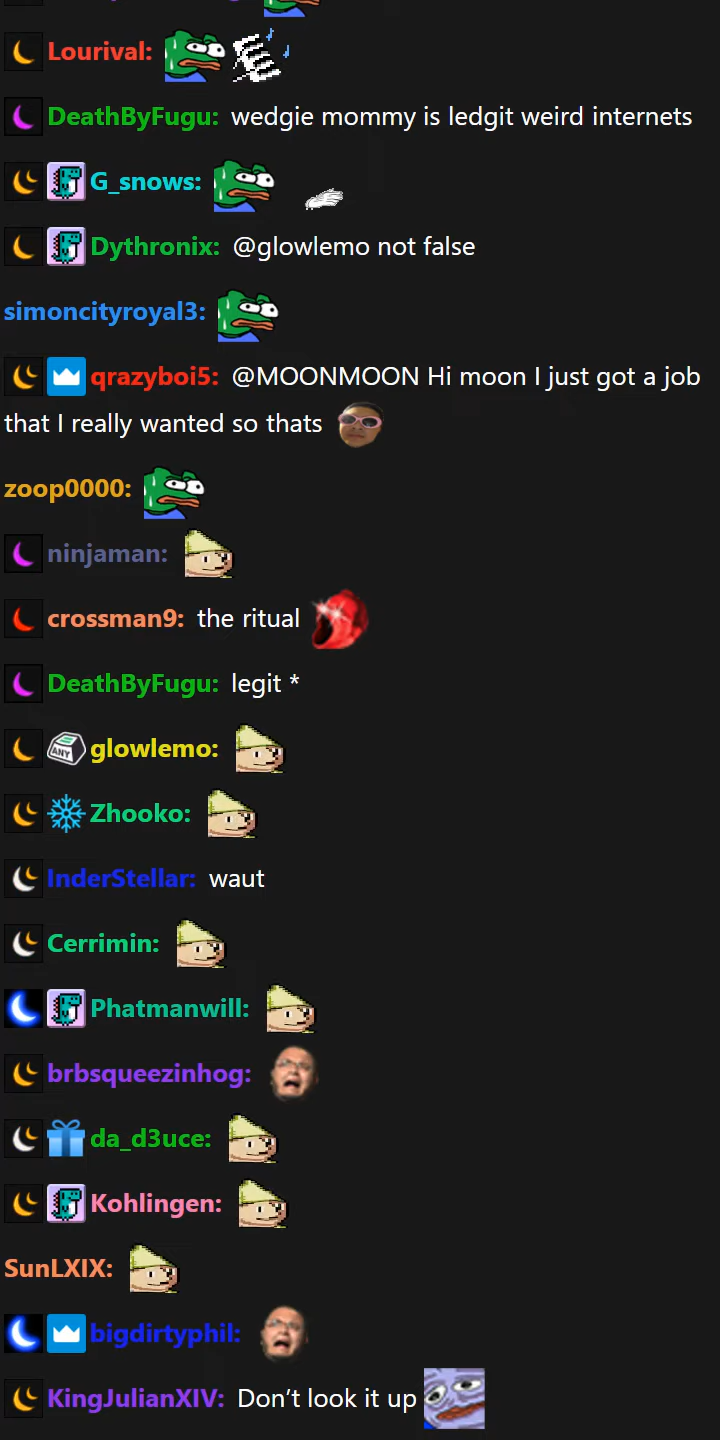 Lourival:
DeathByFugu: wedgie mommy is ledgit weird internets
G_snows:
Dythronix: @glowlemo not false
simoncityroyal3:
qrazyboi5: @MOONMOON Hi moon I just got a job
that I really wanted so thats
zoop0000:
ninjaman:
crossman9: the ritual
DeathByFugu: legit *
ANY glowlemo:
Zhooko:
InderStellar: waut
Cerrimin:
Phatmanwill:
brbsqueezinhog:
da_d3uce:
Kohlingen:
SunLXIX:
bigdirtyphil:
KingJulianXIV: Don’t look it up